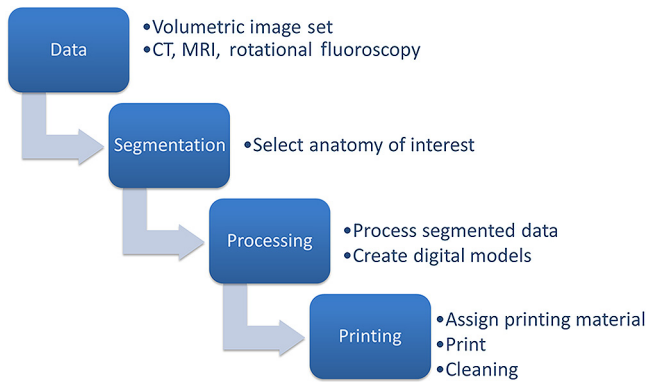 Data
•Volumetric image set
•CT, MRI, rotational fluoroscopy
Segmentation
•Select anatomy of interest
Processing
•Process segmented data
•Create digital models
Printing
•Assign printing material
•Print
•Cleaning